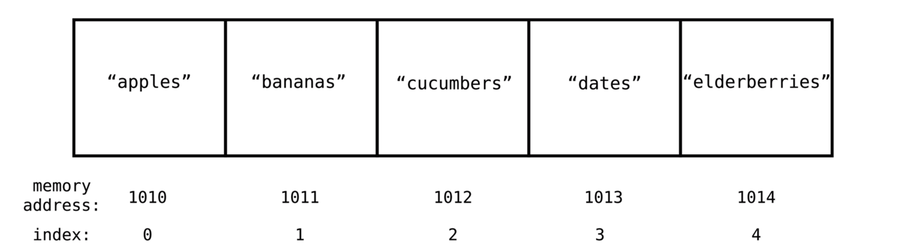 “apples” “bananas” “cucumbers” “dates” “elderberries”
memory address: 1010 1011 1012 1013 1014
index: 0 1 2 3 4